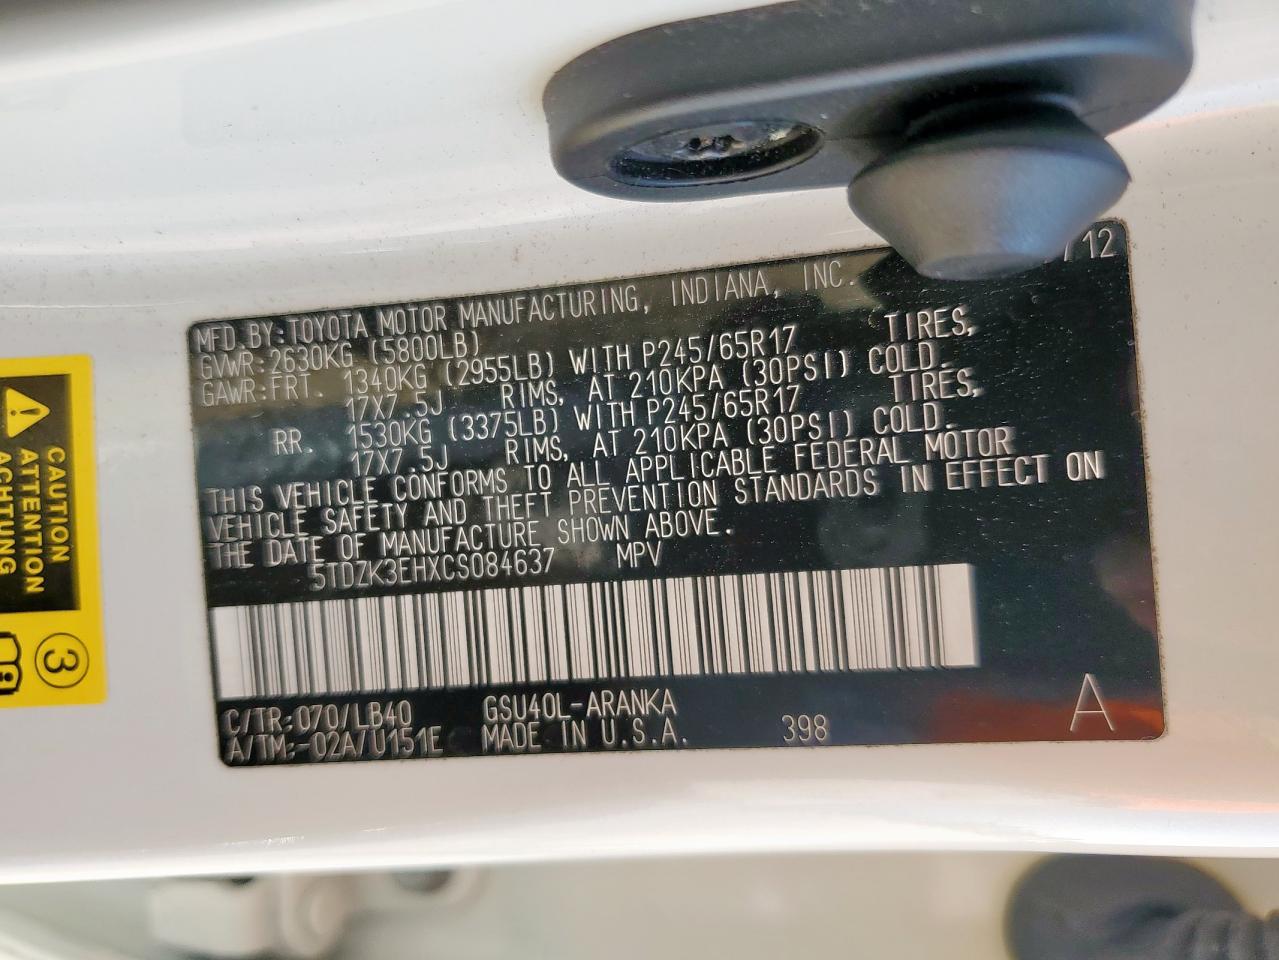 /12
MFD.BY:TOYOTA MOTOR MANUFACTURING, INDIANA, INC.
GVWR:2630KG (5800LB)
GAWR:FRT. 1340KG (2955LB) WITH P245/65R17 TIRES,
17X7.5J RIMS, AT 210KPA (30PSI) COLD.
RR. 1530KG (3375LB) WITH P245/65R17 TIRES,
17X7.5J RIMS, AT 210KPA (30PSI) COLD.
THIS VEHICLE CONFORMS TO ALL APPLICABLE FEDERAL MOTOR
VEHICLE SAFETY AND THEFT PREVENTION STANDARDS IN EFFECT ON
THE DATE OF MANUFACTURE SHOWN ABOVE.
5TDZK3EHXCS084637 MPV
C/TR:070/LB40 GSU40L-ARANKA
A/TM:-02A/U151E MADE IN U.S.A. 398 A
CAUTION
ATTENTION
ACHTUNG
3